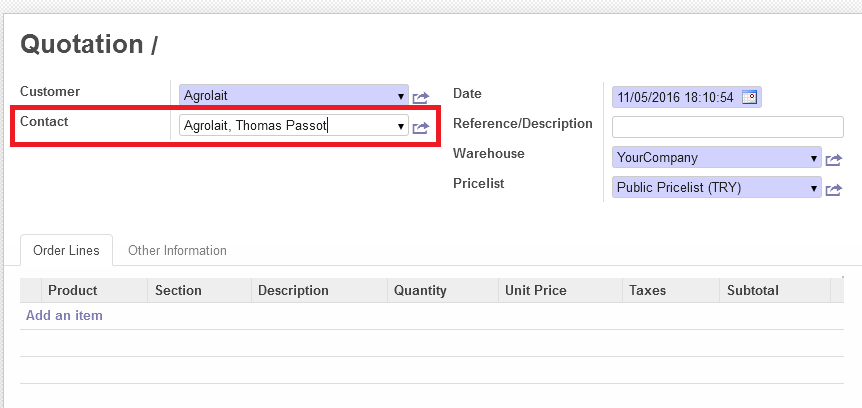 Quotation /
Customer Agrolait
Contact Agrolait, Thomas Passot
Date 11/05/2016 18:10:54
Reference/Description
Warehouse YourCompany
Pricelist Public Pricelist (TRY)
Order Lines Other Information
Product Section Description Quantity Unit Price Taxes Subtotal
Add an item